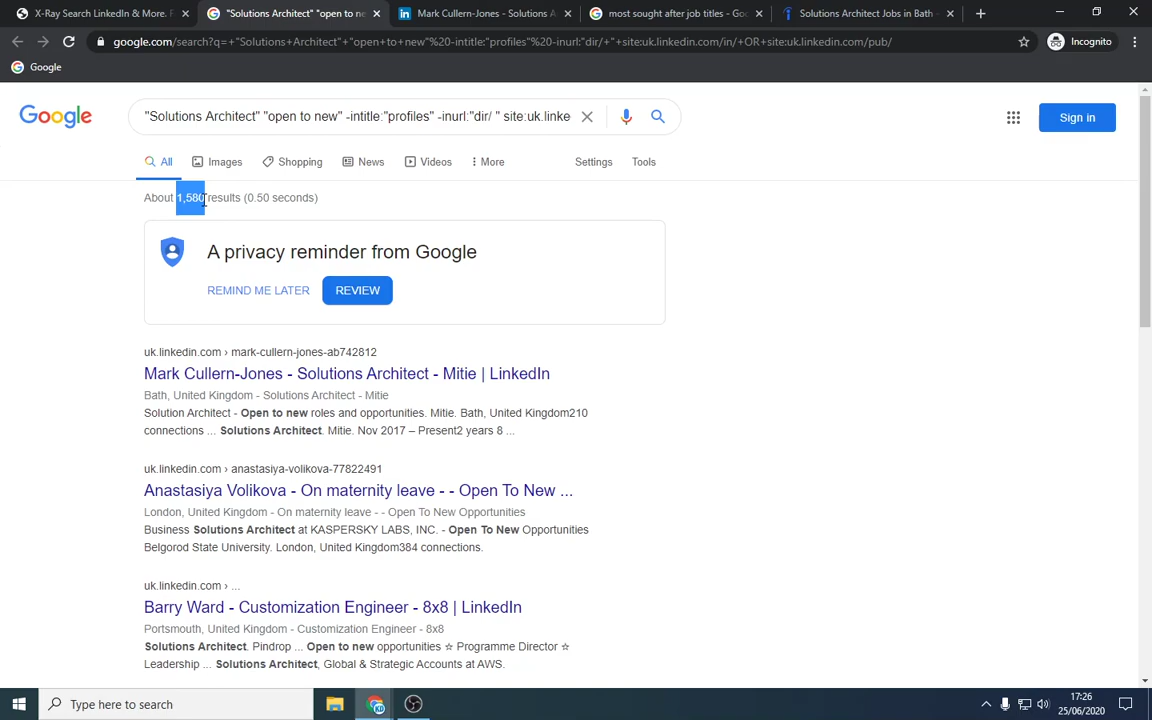 X-Ray Search LinkedIn & More. F
"Solutions Architect" "open to ne
Mark Cullern-Jones - Solutions A
most sought after job titles - Goo
Solutions Architect Jobs in Bath -
google.com/search?q=+"Solutions+Architect"+"open+to+new"%20-intitle:"profiles"%20-inurl:"dir/+"+site:uk.linkedin.com/in/+OR+site:uk.linkedin.com/pub/
Incognito
Google
Google
"Solutions Architect" "open to new" -intitle:"profiles" -inurl:"dir/ " site:uk.linke
Sign in
All
Images
Shopping
News
Videos
More
Settings
Tools
About 1,580 results (0.50 seconds)
A privacy reminder from Google
REMIND ME LATER
REVIEW
uk.linkedin.com › mark-cullern-jones-ab742812
Mark Cullern-Jones - Solutions Architect - Mitie | LinkedIn
Bath, United Kingdom - Solutions Architect - Mitie
Solution Architect - Open to new roles and opportunities. Mitie. Bath, United Kingdom210
connections ... Solutions Architect. Mitie. Nov 2017 – Present2 years 8 ...
uk.linkedin.com › anastasiya-volikova-77822491
Anastasiya Volikova - On maternity leave - - Open To New ...
London, United Kingdom - On maternity leave - - Open To New Opportunities
Business Solutions Architect at KASPERSKY LABS, INC. - Open To New Opportunities
Belgorod State University. London, United Kingdom384 connections.
uk.linkedin.com › ...
Barry Ward - Customization Engineer - 8x8 | LinkedIn
Portsmouth, United Kingdom - Customization Engineer - 8x8
Solutions Architect. Pindrop ... Open to new opportunities ☆ Programme Director ☆
Leadership ... Solutions Architect, Global & Strategic Accounts at AWS.
Type here to search
17:26
25/06/2020